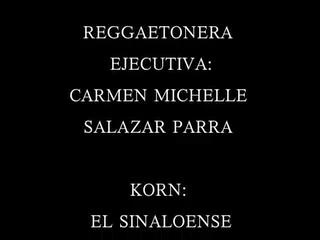 REGGAETONERA
EJECUTIVA:
CARMEN MICHELLE
SALAZAR PARRA
KORN:
EL SINALOENSE